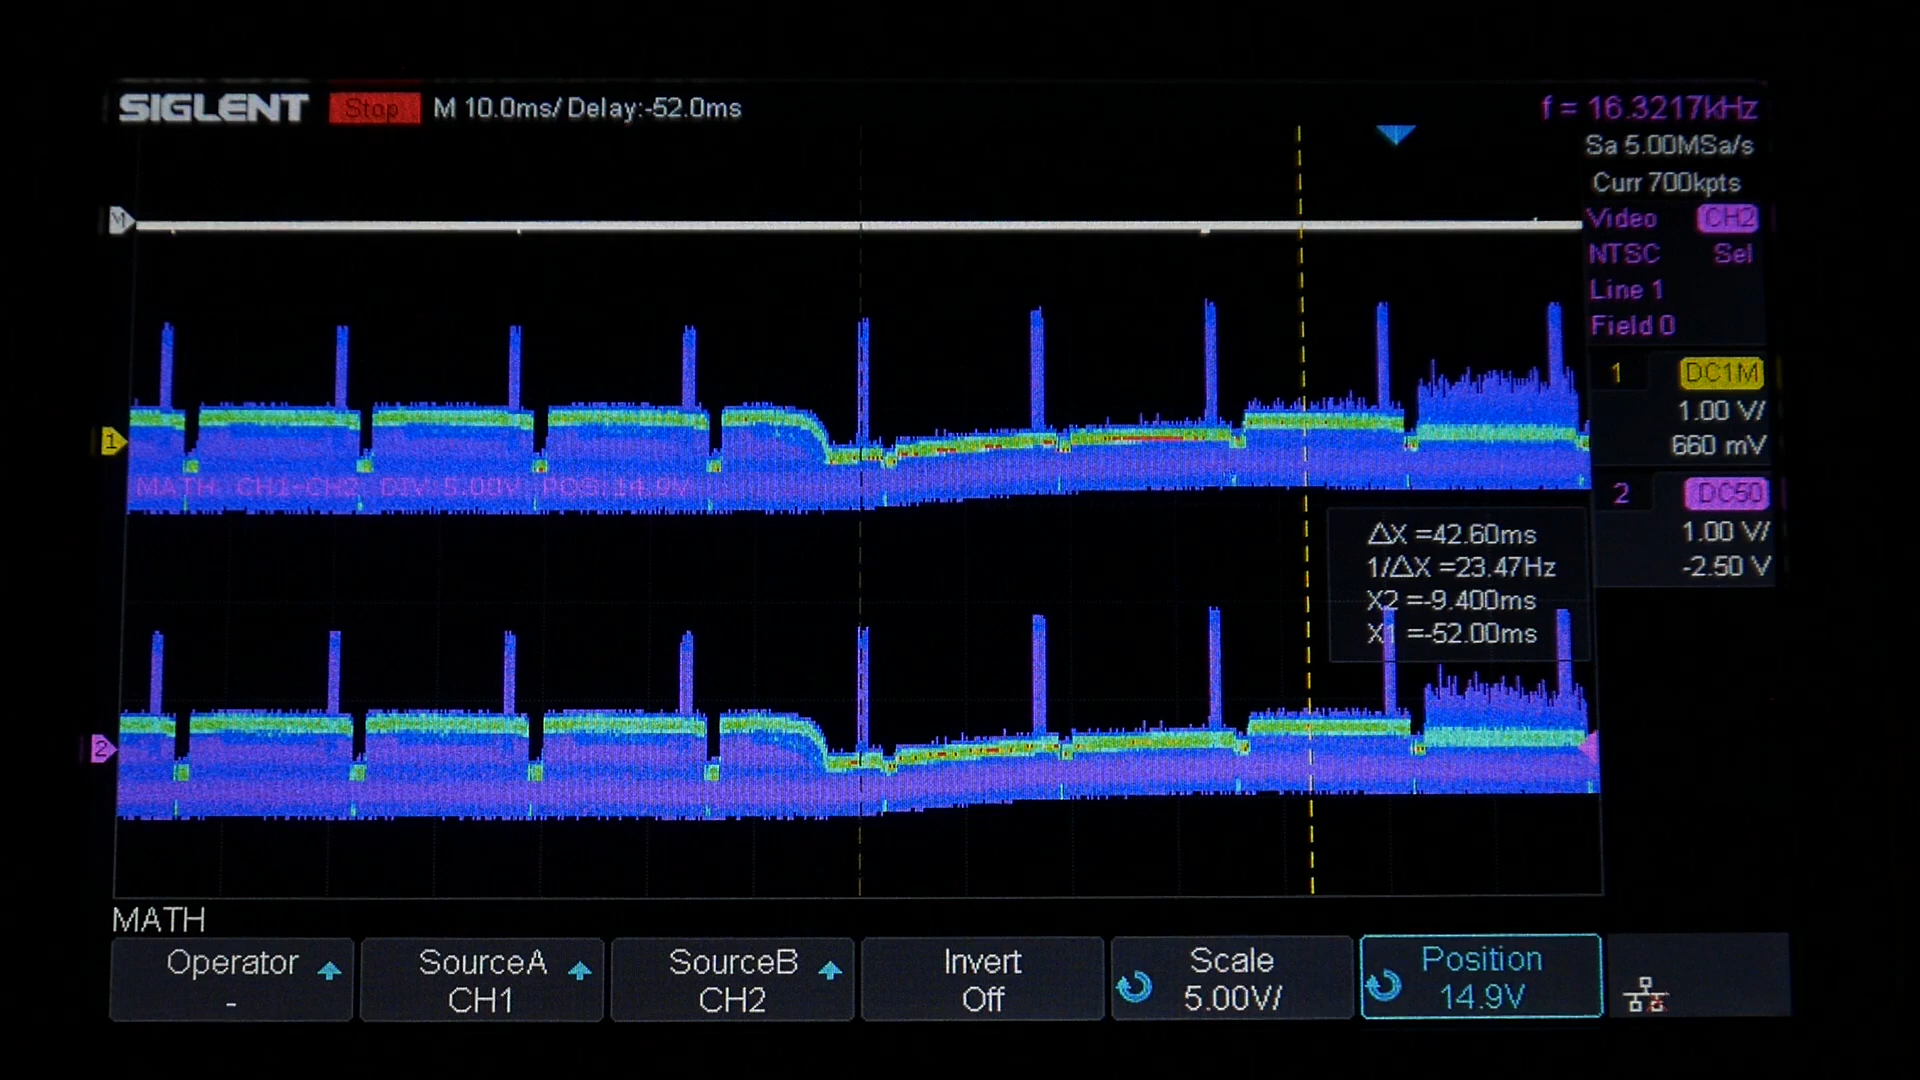 SIGLENT Stop M 10.0ms/ Delay:-52.0ms
f = 16.3217kHz
Sa 5.00MSa/s
Curr 700kpts
M
Video CH2
NTSC Sel
Line 1
Field 0
1 DC1M
1.00 V/
660 mV
1
MATH CH1-CH2 DIV 5.00V POS:14.9V
2 DC50
1.00 V/
-2.50 V
ΔX =42.60ms
1/ΔX =23.47Hz
X2 =-9.400ms
X1 =-52.00ms
2
MATH
Operator
-
SourceA
CH1
SourceB
CH2
Invert
Off
Scale
5.00V/
Position
14.9V